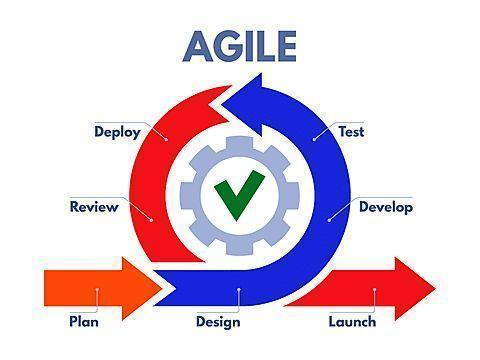 AGILE
Deploy
Test
Review
Develop
Plan
Design
Launch